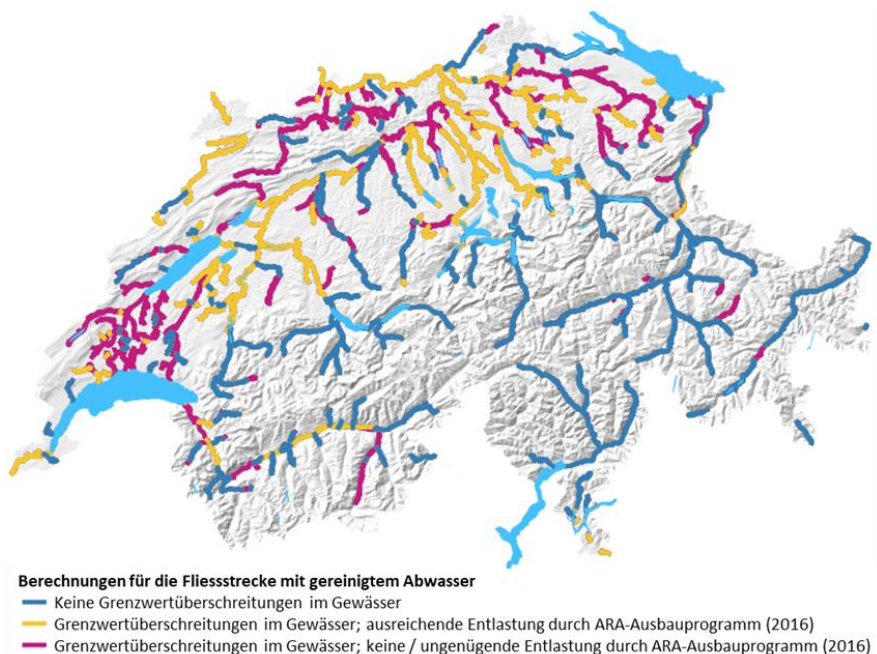 Berechnungen für die Fliessstrecke mit gereinigtem Abwasser
Keine Grenzwertüberschreitungen im Gewässer
Grenzwertüberschreitungen im Gewässer; ausreichende Entlastung durch ARA-Ausbauprogramm (2016)
Grenzwertüberschreitungen im Gewässer; keine / ungenügende Entlastung durch ARA-Ausbauprogramm (2016)